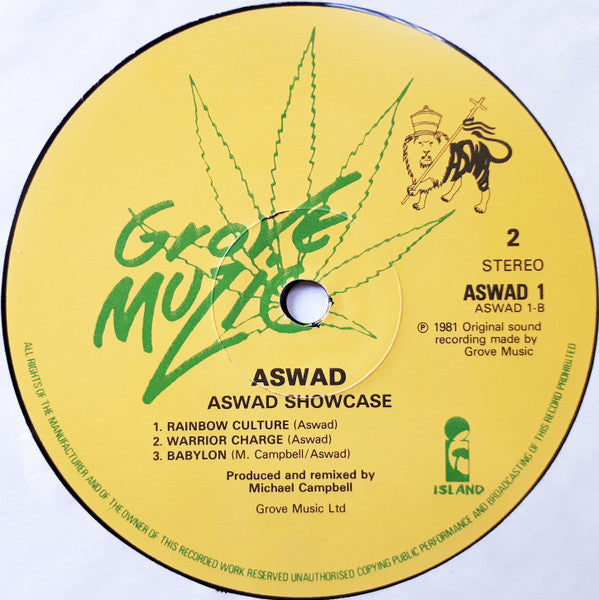 GROVE
MUZIC
ASWAD
2
STEREO
ASWAD 1
ASWAD 1-B
℗ 1981 Original sound
recording made by
Grove Music
ASWAD
ASWAD SHOWCASE
1. RAINBOW CULTURE (Aswad)
2. WARRIOR CHARGE (Aswad)
3. BABYLON (M. Campbell/Aswad)
Produced and remixed by
Michael Campbell
Grove Music Ltd
ISLAND
ALL RIGHTS OF THE MANUFACTURER AND OF THE OWNER OF THIS RECORDED WORK RESERVED UNAUTHORISED COPYING PUBLIC PERFORMANCE AND BROADCASTING OF THIS RECORD PROHIBITED